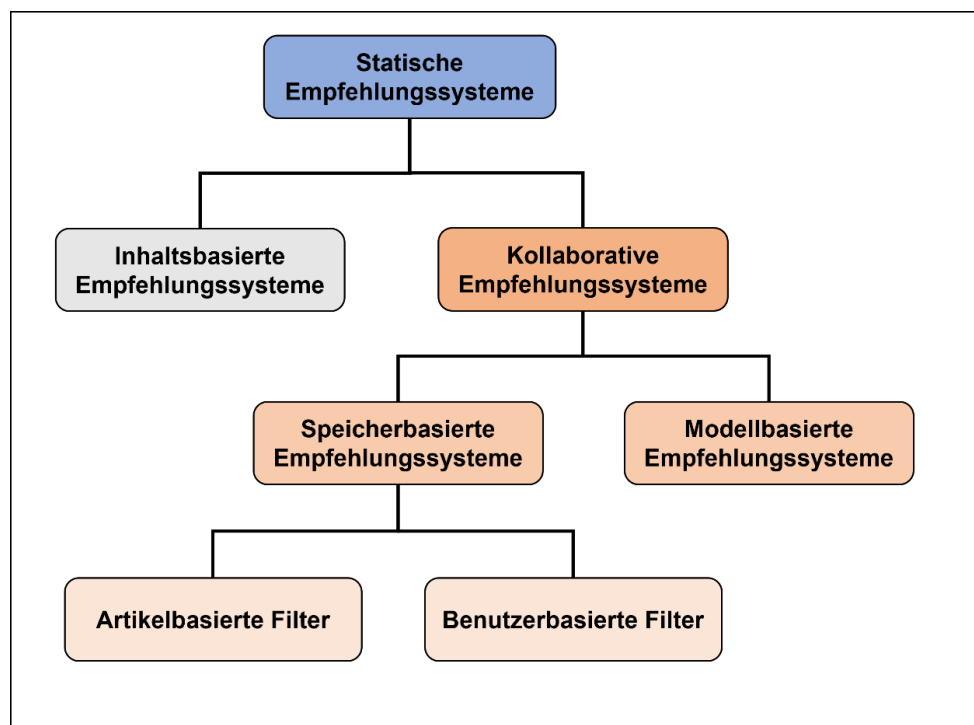 Statische
Empfehlungssysteme
Inhaltsbasierte
Empfehlungssysteme
Kollaborative
Empfehlungssysteme
Speicherbasierte
Empfehlungssysteme
Modellbasierte
Empfehlungssysteme
Artikelbasierte Filter
Benutzerbasierte Filter